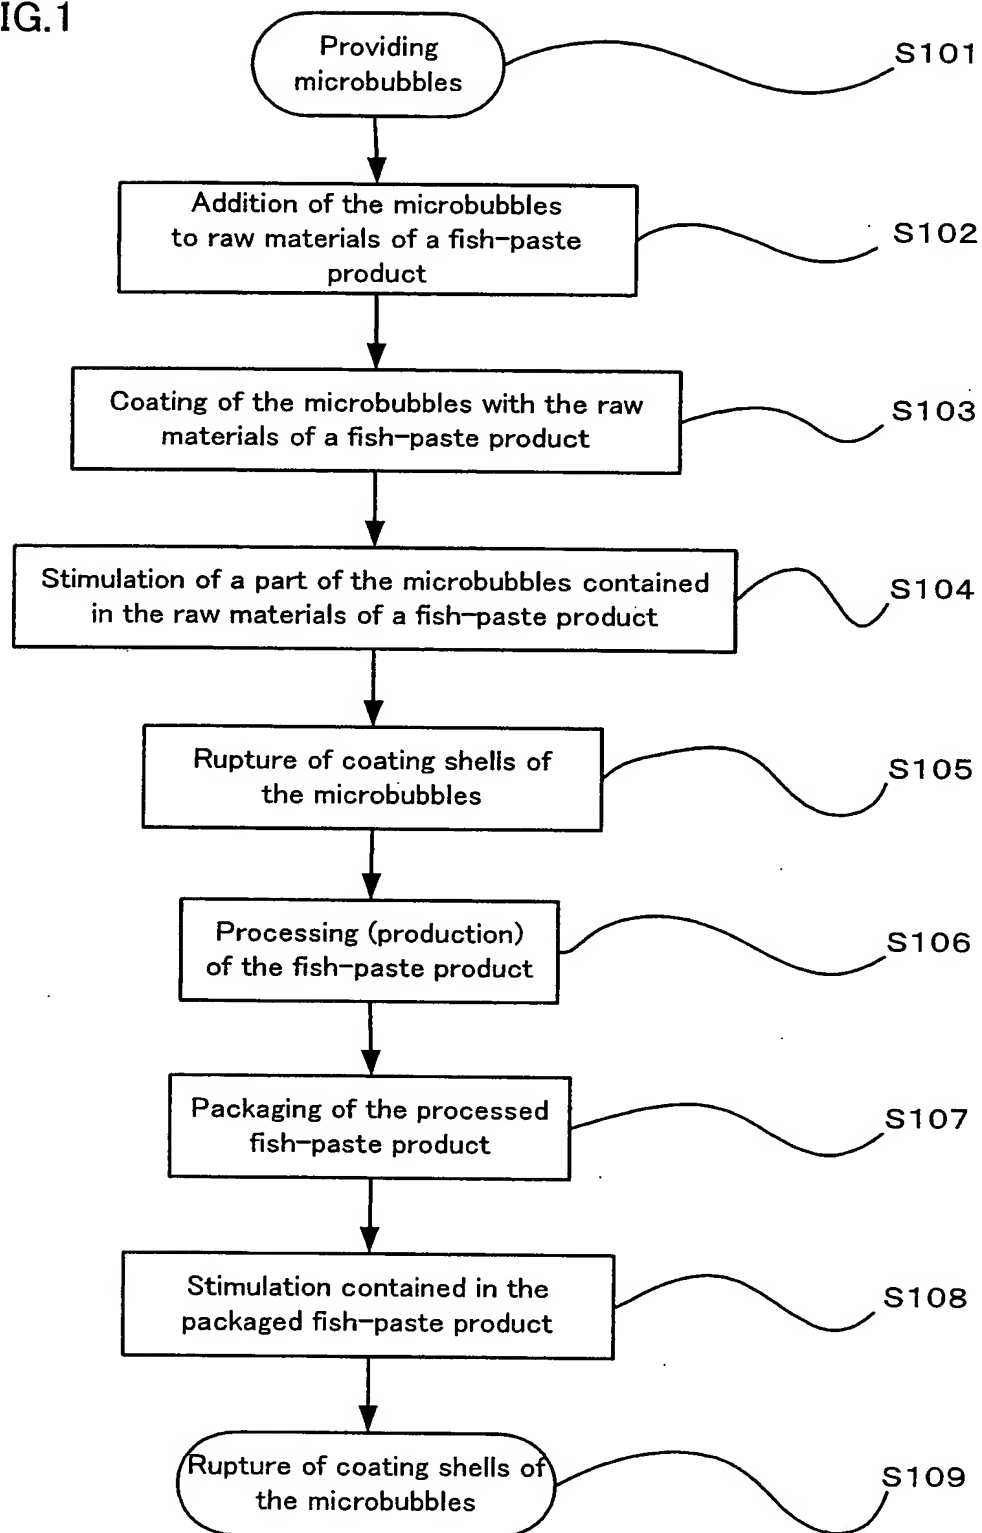 IG.1
Providing
microbubbles
S101
Addition of the microbubbles
to raw materials of a fish-paste
product
S102
Coating of the microbubbles with the raw
materials of a fish-paste product
S103
Stimulation of a part of the microbubbles contained
in the raw materials of a fish-paste product
S104
Rupture of coating shells of
the microbubbles
S105
Processing (production)
of the fish-paste product
S106
Packaging of the processed
fish-paste product
S107
Stimulation contained in the
packaged fish-paste product
S108
Rupture of coating shells of
the microbubbles
S109